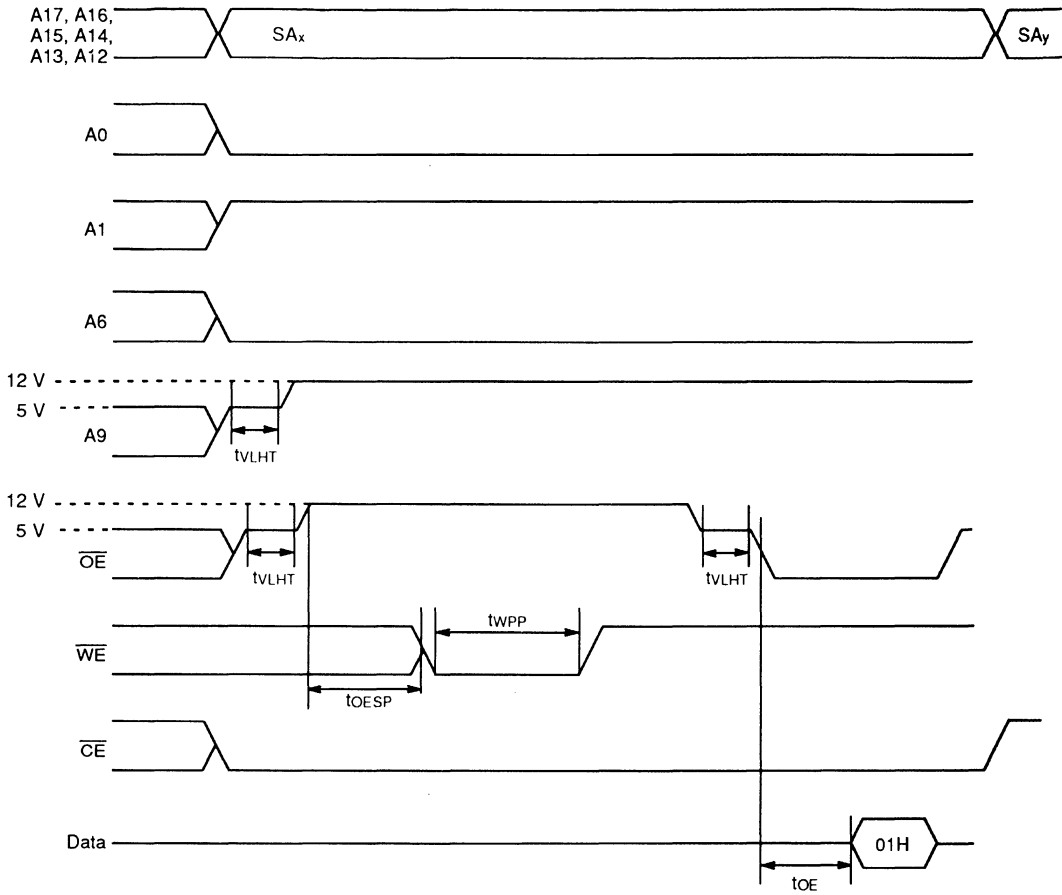 A17, A16,
A15, A14,
A13, A12
SAx
SAy
A0
A1
A6
12 V
5 V
A9
tVLHT
12 V
5 V
OE
tVLHT
tVLHT
WE
tWPP
tOESP
CE
Data
01H
tOE